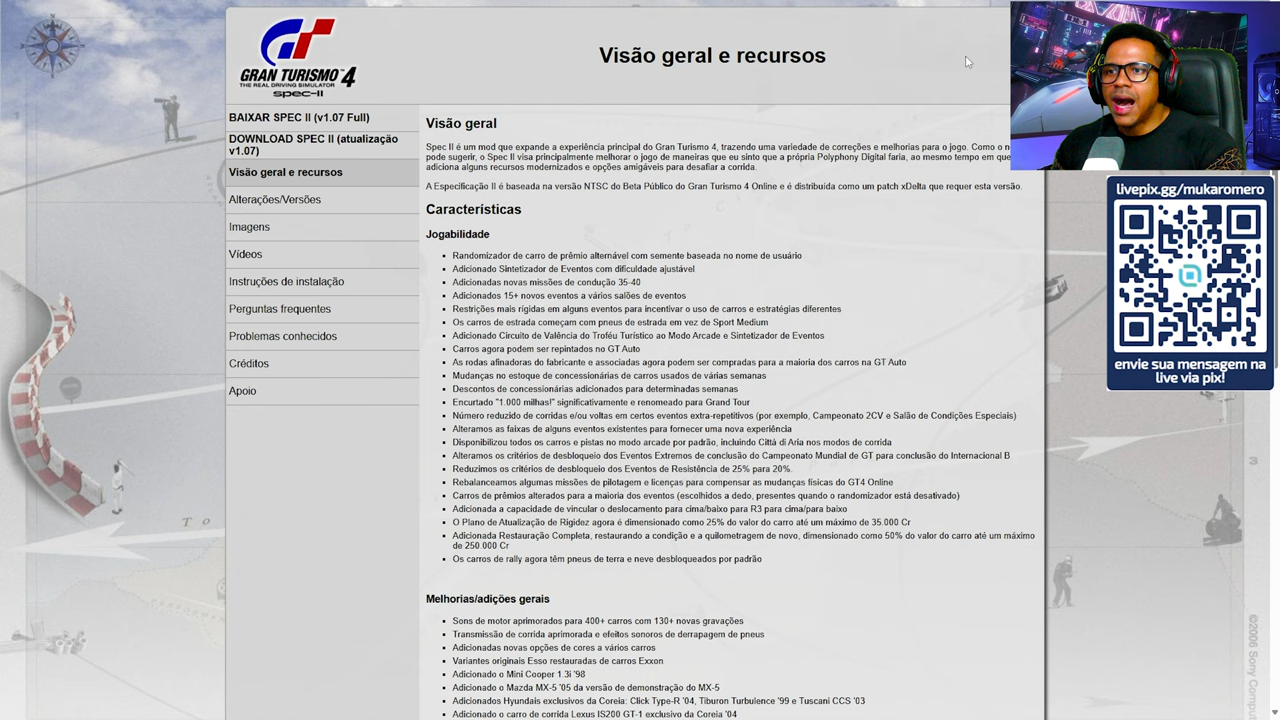 GRAN TURISMO 4
THE REAL DRIVING SIMULATOR
spec-II
Visão geral e recursos
BAIXAR SPEC II (v1.07 Full)
DOWNLOAD SPEC II (atualização
v1.07)
Visão geral e recursos
Alterações/Versões
Imagens
Vídeos
Instruções de instalação
Perguntas frequentes
Problemas conhecidos
Créditos
Apoio
Visão geral
Spec II é um mod que expande a experiência principal do Gran Turismo 4, trazendo uma variedade de correções e melhorias para o jogo. Como o n
pode sugerir, o Spec II visa principalmente melhorar o jogo de maneiras que eu sinto que a própria Polyphony Digital faria, ao mesmo tempo em que
adiciona alguns recursos modernizados e opções amigáveis para desafiar a corrida.
A Especificação II é baseada na versão NTSC do Beta Público do Gran Turismo 4 Online e é distribuída como um patch xDelta que requer esta versão.
Características
Jogabilidade
Randomizador de carro de prêmio alternável com semente baseada no nome de usuário
Adicionado Sintetizador de Eventos com dificuldade ajustável
Adicionadas novas missões de condução 35-40
Adicionados 15+ novos eventos a vários salões de eventos
Restrições mais rígidas em alguns eventos para incentivar o uso de carros e estratégias diferentes
Os carros de estrada começam com pneus de estrada em vez de Sport Medium
Adicionado Circuito de Valência do Troféu Turístico ao Modo Arcade e Sintetizador de Eventos
Carros agora podem ser repintados no GT Auto
As rodas afinadoras do fabricante e associadas agora podem ser compradas para a maioria dos carros na GT Auto
Mudanças no estoque de concessionárias de carros usados de várias semanas
Descontos de concessionárias adicionados para determinadas semanas
Encurtado "1.000 milhas!" significativamente e renomeado para Grand Tour
Número reduzido de corridas e/ou voltas em certos eventos extra-repetitivos (por exemplo, Campeonato 2CV e Salão de Condições Especiais)
Alteramos as faixas de alguns eventos existentes para fornecer uma nova experiência
Disponibilizou todos os carros e pistas no modo arcade por padrão, incluindo Città di Aria nos modos de corrida
Alteramos os critérios de desbloqueio dos Eventos Extremos de conclusão do Campeonato Mundial de GT para conclusão do Internacional B
Reduzimos os critérios de desbloqueio dos Eventos de Resistência de 25% para 20%.
Rebalanceamos algumas missões de pilotagem e licenças para compensar as mudanças físicas do GT4 Online
Carros de prêmios alterados para a maioria dos eventos (escolhidos a dedo, presentes quando o randomizador está desativado)
Adicionada a capacidade de vincular o deslocamento para cima/baixo para R3 para cima/para baixo
O Plano de Atualização de Rigidez agora é dimensionado como 25% do valor do carro até um máximo de 35.000 Cr
Adicionada Restauração Completa, restaurando a condição e a quilometragem de novo, dimensionado como 50% do valor do carro até um máximo
de 250.000 Cr
Os carros de rally agora têm pneus de terra e neve desbloqueados por padrão
Melhorias/adições gerais
Sons de motor aprimorados para 400+ carros com 130+ novas gravações
Transmissão de corrida aprimorada e efeitos sonoros de derrapagem de pneus
Adicionadas novas opções de cores a vários carros
Variantes originais Esso restauradas de carros Exxon
Adicionado o Mini Cooper 1.3i '98
Adicionado o Mazda MX-5 '05 da versão de demonstração do MX-5
Adicionados Hyundais exclusivos da Coreia: Click Type-R '04, Tiburon Turbulence '99 e Tuscani CCS '03
Adicionado o carro de corrida Lexus IS200 GT-1 exclusivo da Coreia '04
livepix.gg/mukaromero
envie sua mensagem na
live via pix!
3
To
©2006 Sony Comput